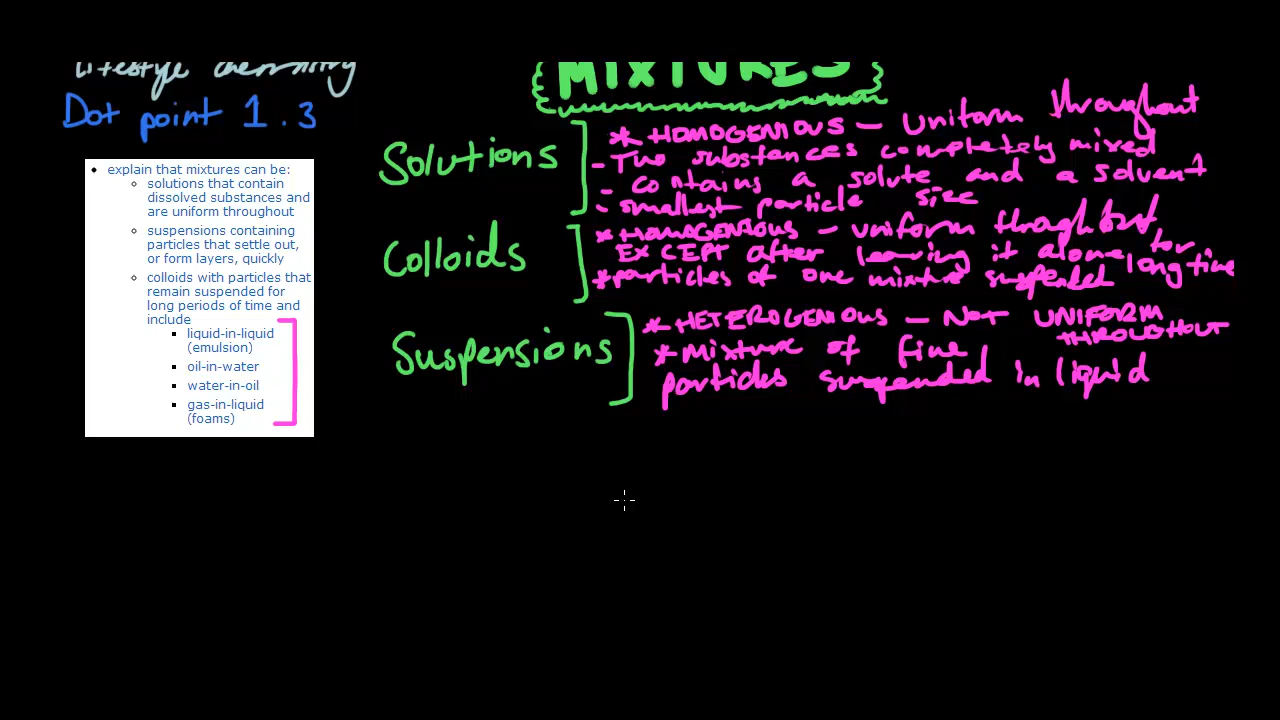 Lifestyle chemistry
Dot point 1.3
MIXTURES
• explain that mixtures can be:
◦ solutions that contain
dissolved substances and
are uniform throughout
◦ suspensions containing
particles that settle out,
or form layers, quickly
◦ colloids with particles that
remain suspended for
long periods of time and
include
▪ liquid-in-liquid
(emulsion)
▪ oil-in-water
▪ water-in-oil
▪ gas-in-liquid
(foams)
Solutions
* HOMOGENIOUS - Uniform throughout
- Two substances completely mixed
- contains a solute and a solvent
- smallest particle size
Colloids
* HOMAGENIOUS - uniform throughout
EXCEPT after leaving it alone for
long time
* particles of one mixture suspended
Suspensions
* HETEROGENIOUS - NOT UNIFORM
THROUGHOUT
* Mixture of fine
particles suspended in liquid